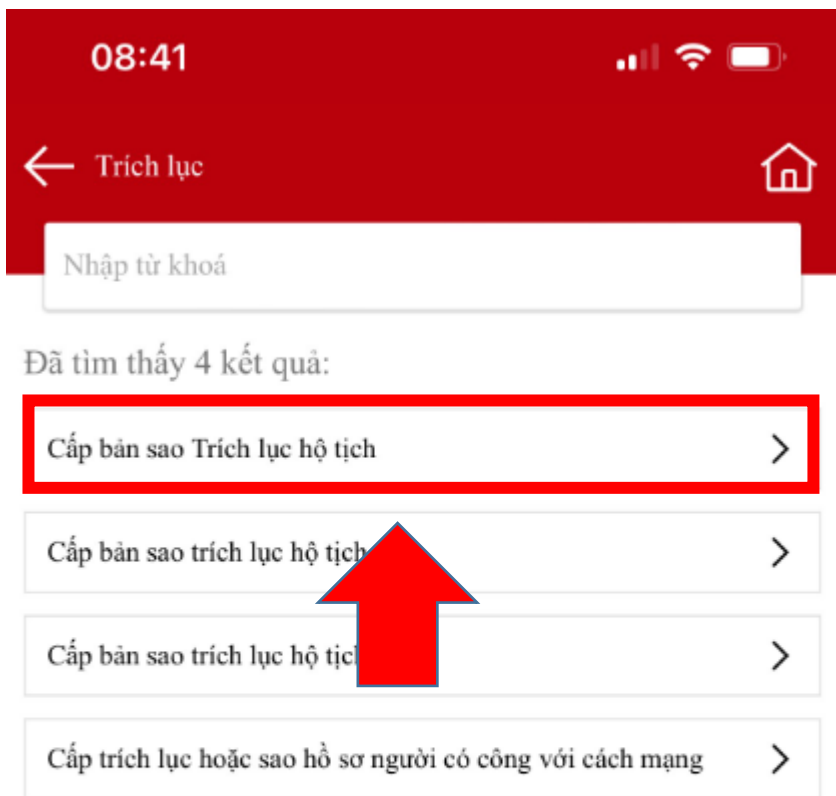 08:41
Trích lục
Nhập từ khoá
Đã tìm thấy 4 kết quả:
Cấp bản sao Trích lục hộ tịch
Cấp bản sao trích lục hộ tịch
Cấp bản sao trích lục hộ tịch
Cấp trích lục hoặc sao hồ sơ người có công với cách mạng